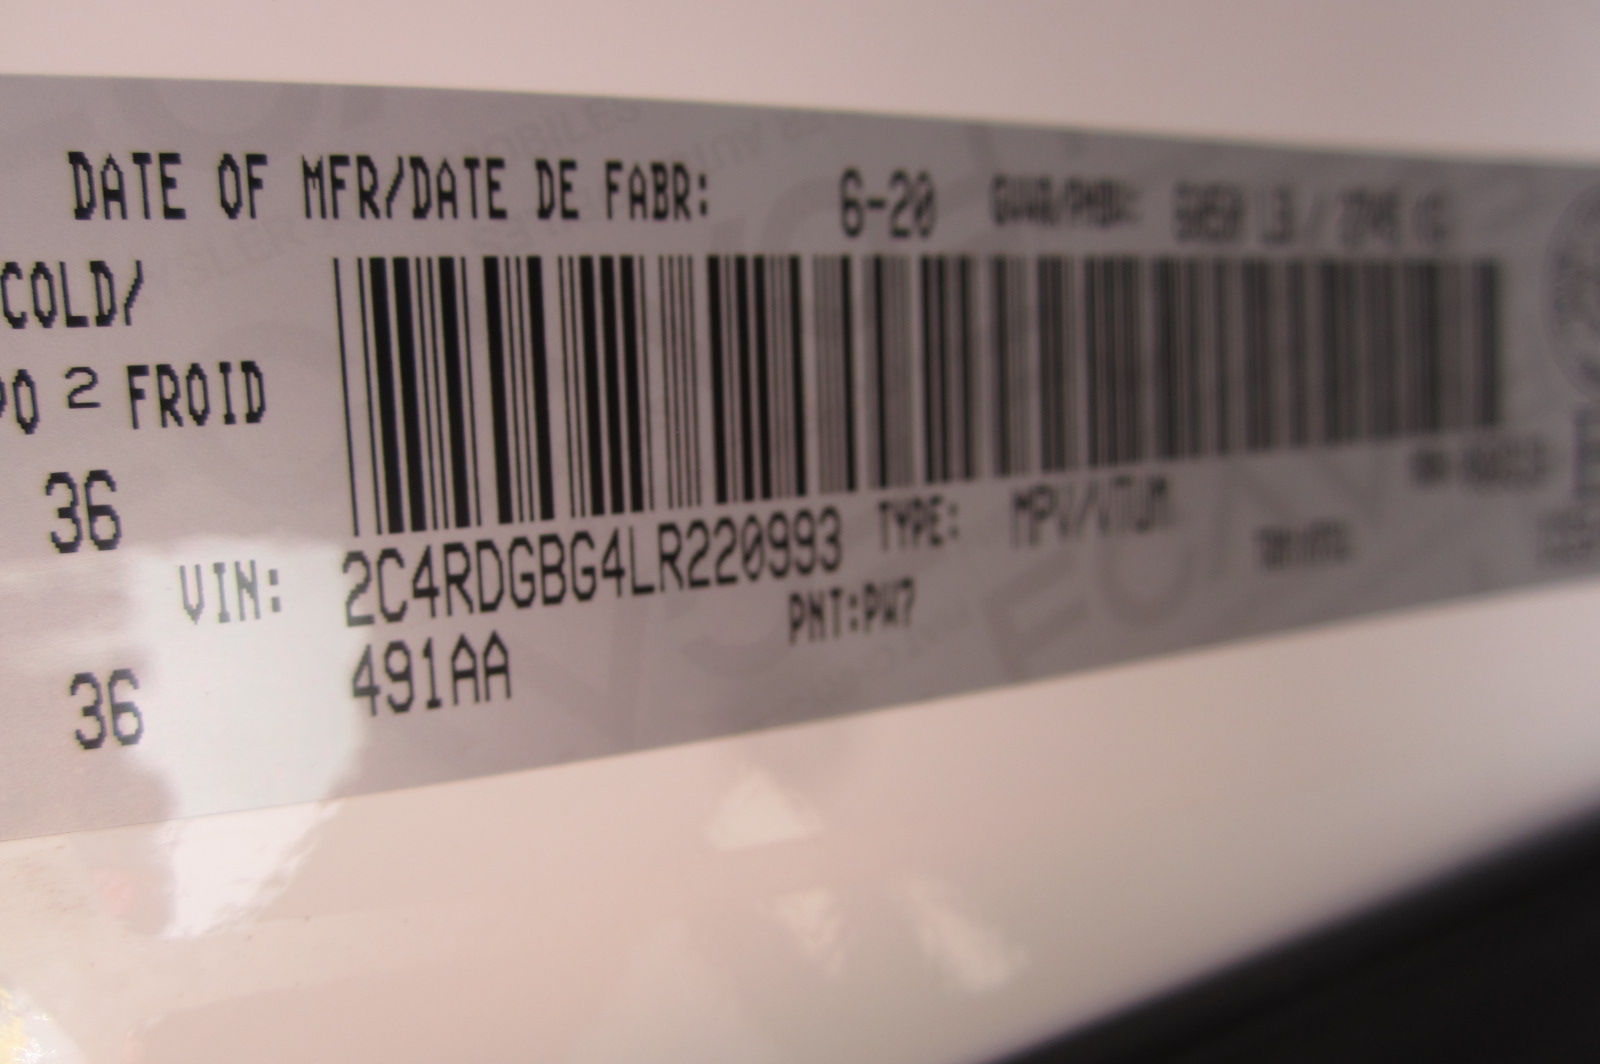 DATE OF MFR/DATE DE FABR: 6-20
COLD/
2 FROID
36
VIN: 2C4RDGBG4LR220993 TYPE: MPV/VTUM
PNT:PW7
491AA
36